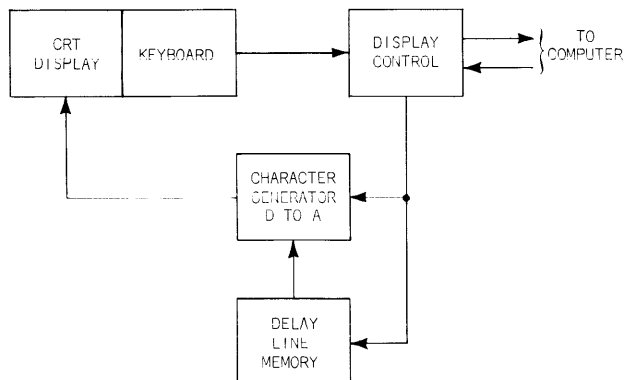 CRT
DISPLAY
KEYBOARD
DISPLAY
CONTROL
TO
COMPUTER
CHARACTER
GENERATOR
D TO A
DELAY
LINE
MEMORY